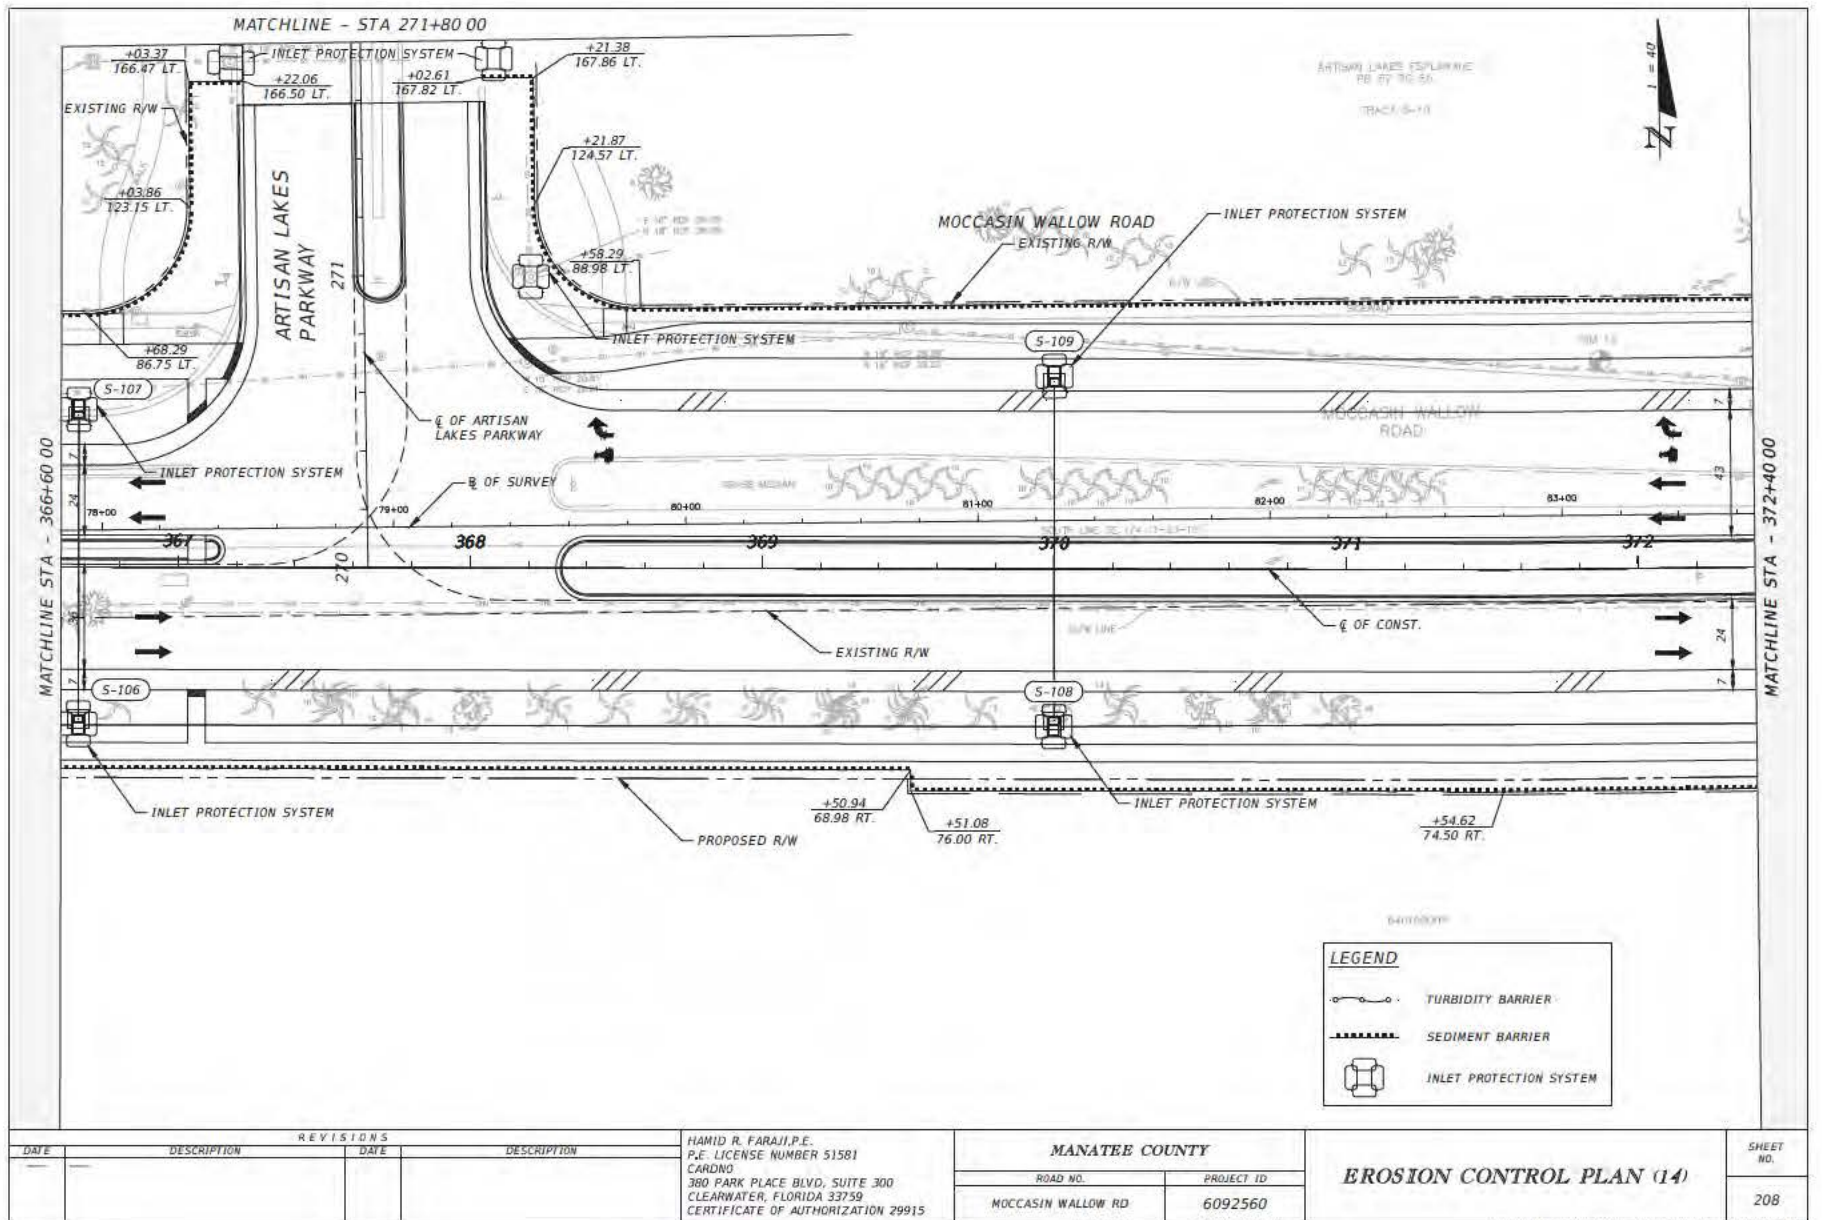 MATCHLINE - STA 271+80 00
+03.37
166.47 LT.
INLET PROTECTION SYSTEM
+21.38
167.86 LT.
+22.06
166.50 LT.
+02.61
167.82 LT.
EXISTING R/W
+21.87
124.57 LT.
+03.86
123.15 LT.
ARTISAN LAKES
PARKWAY
271
+58.29
88.98 LT.
INLET PROTECTION SYSTEM
+68.29
86.75 LT.
MOCCASIN WALLOW ROAD
EXISTING R/W
INLET PROTECTION SYSTEM
1 = 40
N
S-107
S-109
INLET PROTECTION SYSTEM
℄ OF ARTISAN
LAKES PARKWAY
MOCCASIN WALLOW
ROAD
7
24
7
43
B OF SURVEY
78+00
79+00
80+00
81+00
82+00
83+00
367
368
369
370
371
372
270
℄ OF CONST.
EXISTING R/W
36
7
24
7
MATCHLINE STA - 366+60 00
MATCHLINE STA - 372+40 00
S-106
S-108
INLET PROTECTION SYSTEM
INLET PROTECTION SYSTEM
+50.94
68.98 RT.
+51.08
76.00 RT.
+54.62
74.50 RT.
PROPOSED R/W
LEGEND
TURBIDITY BARRIER
SEDIMENT BARRIER
INLET PROTECTION SYSTEM
REVISIONS
DATE
DESCRIPTION
DATE
DESCRIPTION
HAMID R. FARAJI,P.E.
P.E. LICENSE NUMBER 51581
CARDNO
380 PARK PLACE BLVD, SUITE 300
CLEARWATER, FLORIDA 33759
CERTIFICATE OF AUTHORIZATION 29915
MANATEE COUNTY
ROAD NO.
PROJECT ID
MOCCASIN WALLOW RD
6092560
EROSION CONTROL PLAN (14)
SHEET
NO.
208